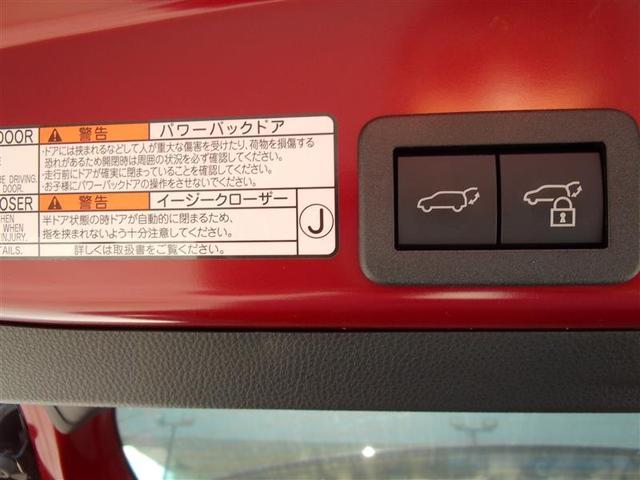 DOOR ⚠ 警告 パワーバックドア
・ドアには挟まれるなどして人が重大な傷害を受けたり、荷物を損傷する
恐れがあるため開閉時は周囲の状況を必ず確認してください。
E DRIVING. ・走行前にドアが確実に閉まっていることを確認してください。
DOOR. ・お子様にパワーバックドアの操作をさせないでください。
OSER ⚠ 警告 イージークローザー
HEN 半ドア状態の時ドアが自動的に閉まるため、
WHEN 指を挟まれないよう十分注意してください。
INJURY.
TAILS. 詳しくは取扱書をご覧ください。
J